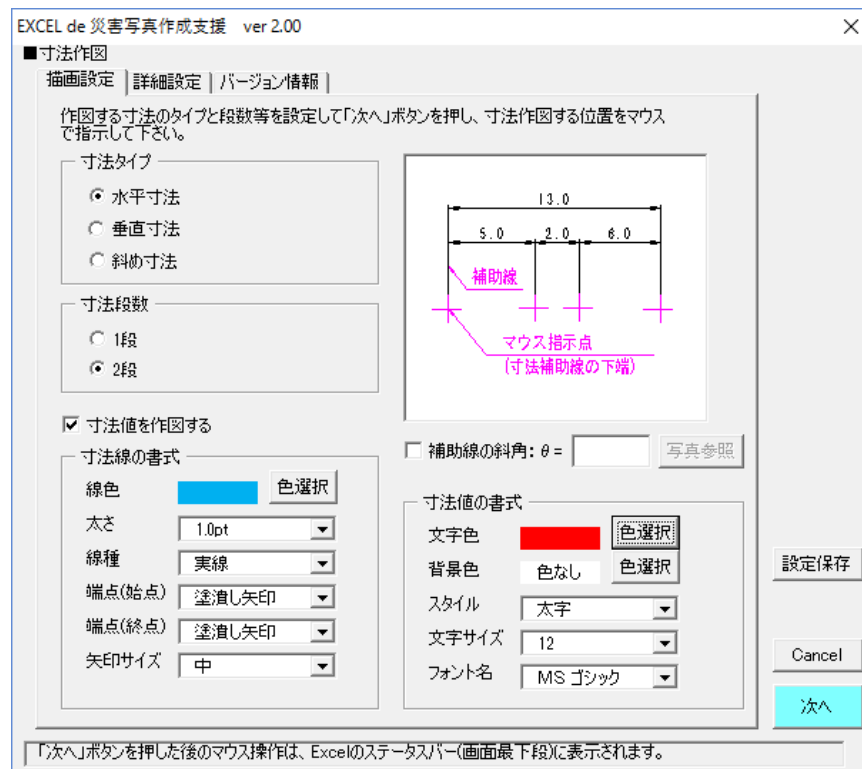 EXCEL de 災害写真作成支援　ver 2.00
■寸法作図
描画設定
詳細設定
バージョン情報
作図する寸法のタイプと段数等を設定して「次へ」ボタンを押し、寸法作図する位置をマウス
で指示して下さい。
寸法タイプ
水平寸法
垂直寸法
斜め寸法
寸法段数
1段
2段
13.0
5.0
2.0
6.0
補助線
マウス指示点
(寸法補助線の下端)
寸法値を作図する
補助線の斜角：θ＝
写真参照
寸法線の書式
線色
色選択
太さ
1.0pt
線種
実線
端点(始点)
塗潰し矢印
端点(終点)
塗潰し矢印
矢印サイズ
中
寸法値の書式
文字色
色選択
背景色
色なし
色選択
スタイル
太字
文字サイズ
12
フォント名
MS ゴシック
設定保存
Cancel
次へ
「次へ」ボタンを押した後のマウス操作は、Excelのステータスバー(画面最下段)に表示されます。